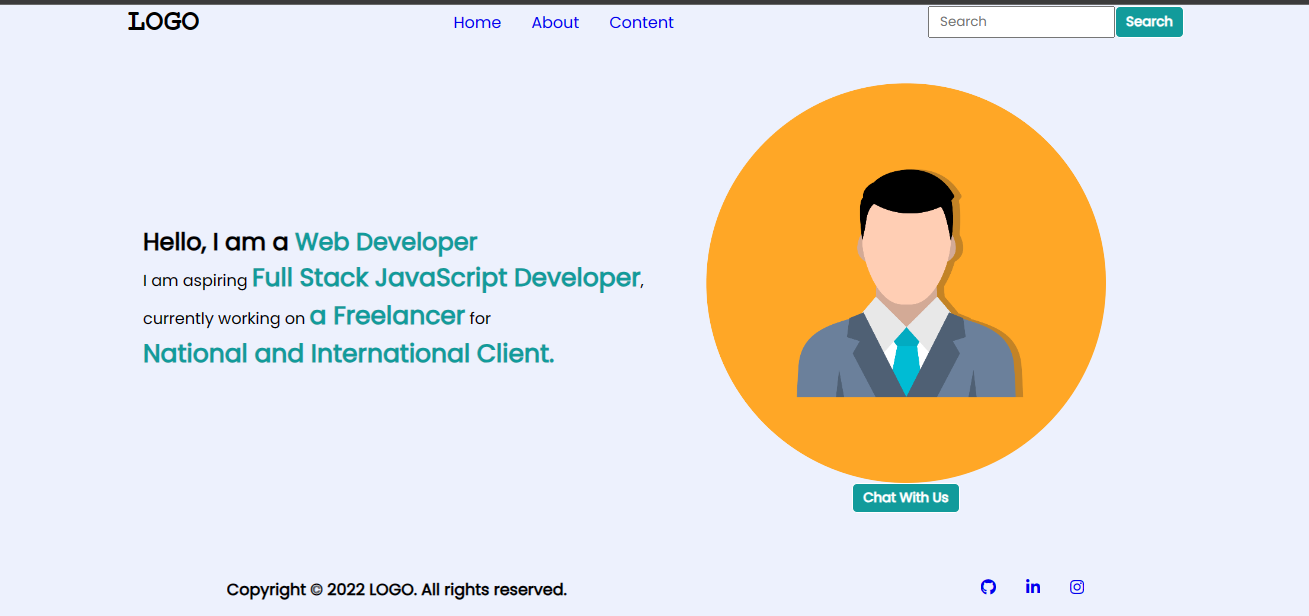 LOGO
Home About Content
Search Search
Hello, I am a Web Developer
I am aspiring Full Stack JavaScript Developer,
currently working on a Freelancer for
National and International Client.
Chat With Us
Copyright © 2022 LOGO. All rights reserved.